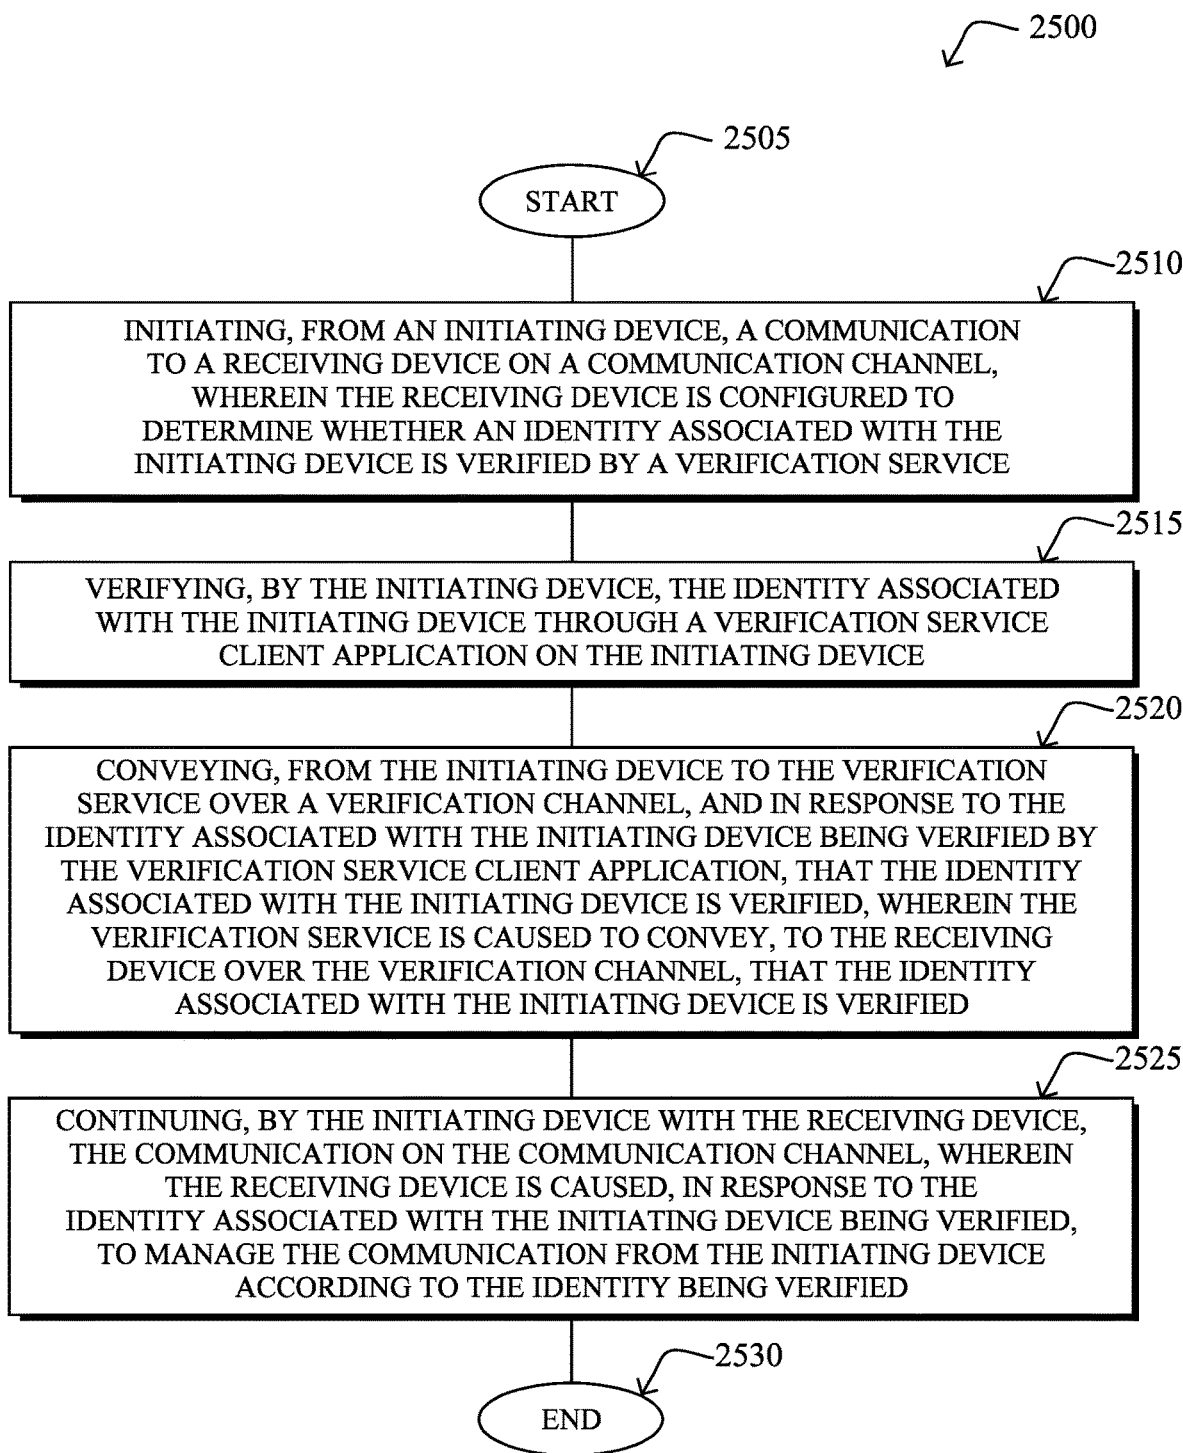 2500
2505
START
2510
INITIATING, FROM AN INITIATING DEVICE, A COMMUNICATION
TO A RECEIVING DEVICE ON A COMMUNICATION CHANNEL,
WHEREIN THE RECEIVING DEVICE IS CONFIGURED TO
DETERMINE WHETHER AN IDENTITY ASSOCIATED WITH THE
INITIATING DEVICE IS VERIFIED BY A VERIFICATION SERVICE
2515
VERIFYING, BY THE INITIATING DEVICE, THE IDENTITY ASSOCIATED
WITH THE INITIATING DEVICE THROUGH A VERIFICATION SERVICE
CLIENT APPLICATION ON THE INITIATING DEVICE
2520
CONVEYING, FROM THE INITIATING DEVICE TO THE VERIFICATION
SERVICE OVER A VERIFICATION CHANNEL, AND IN RESPONSE TO THE
IDENTITY ASSOCIATED WITH THE INITIATING DEVICE BEING VERIFIED BY
THE VERIFICATION SERVICE CLIENT APPLICATION, THAT THE IDENTITY
ASSOCIATED WITH THE INITIATING DEVICE IS VERIFIED, WHEREIN THE
VERIFICATION SERVICE IS CAUSED TO CONVEY, TO THE RECEIVING
DEVICE OVER THE VERIFICATION CHANNEL, THAT THE IDENTITY
ASSOCIATED WITH THE INITIATING DEVICE IS VERIFIED
2525
CONTINUING, BY THE INITIATING DEVICE WITH THE RECEIVING DEVICE,
THE COMMUNICATION ON THE COMMUNICATION CHANNEL, WHEREIN
THE RECEIVING DEVICE IS CAUSED, IN RESPONSE TO THE
IDENTITY ASSOCIATED WITH THE INITIATING DEVICE BEING VERIFIED,
TO MANAGE THE COMMUNICATION FROM THE INITIATING DEVICE
ACCORDING TO THE IDENTITY BEING VERIFIED
2530
END